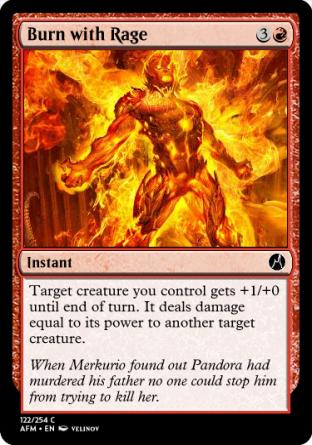 Burn with Rage 3
Instant
Target creature you control gets +1/+0
until end of turn. It deals damage
equal to its power to another target
creature.
When Merkurio found out Pandora had
murdered his father no one could stop him
from trying to kill her.
122/254 C
AFM • EN VELINOV